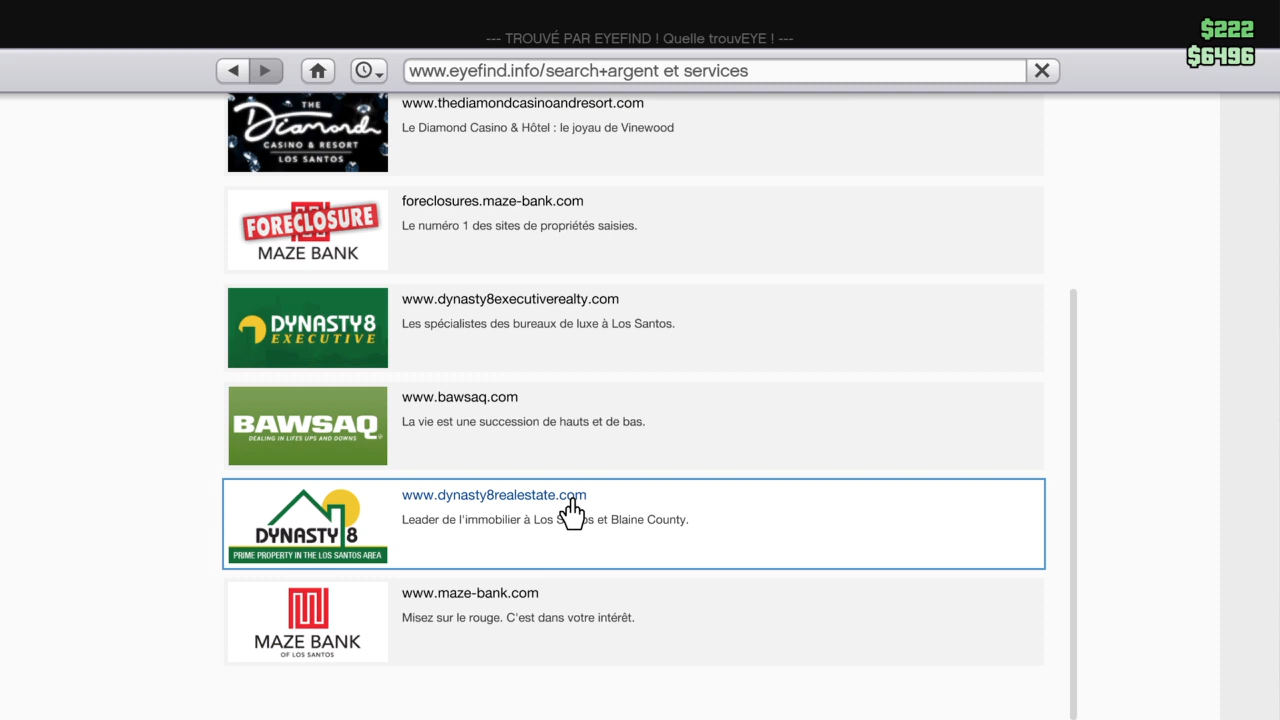 $222
--- TROUVÉ PAR EYEFIND ! Quelle trouvEYE ! ---
$6496
www.eyefind.info/search+argent et services
THE
Diamond
CASINO & RESORT
LOS SANTOS
www.thediamondcasinoandresort.com
Le Diamond Casino & Hôtel : le joyau de Vinewood
FORECLOSURE
MAZE BANK
foreclosures.maze-bank.com
Le numéro 1 des sites de propriétés saisies.
DYNASTY8
EXECUTIVE
www.dynasty8executiverealty.com
Les spécialistes des bureaux de luxe à Los Santos.
BAWSAQ
DEALING IN LIFES UPS AND DOWNS
www.bawsaq.com
La vie est une succession de hauts et de bas.
DYNASTY 8
PRIME PROPERTY IN THE LOS SANTOS AREA
www.dynasty8realestate.com
Leader de l'immobilier à Los Santos et Blaine County.
MAZE BANK
OF LOS SANTOS
www.maze-bank.com
Misez sur le rouge. C'est dans votre intérêt.